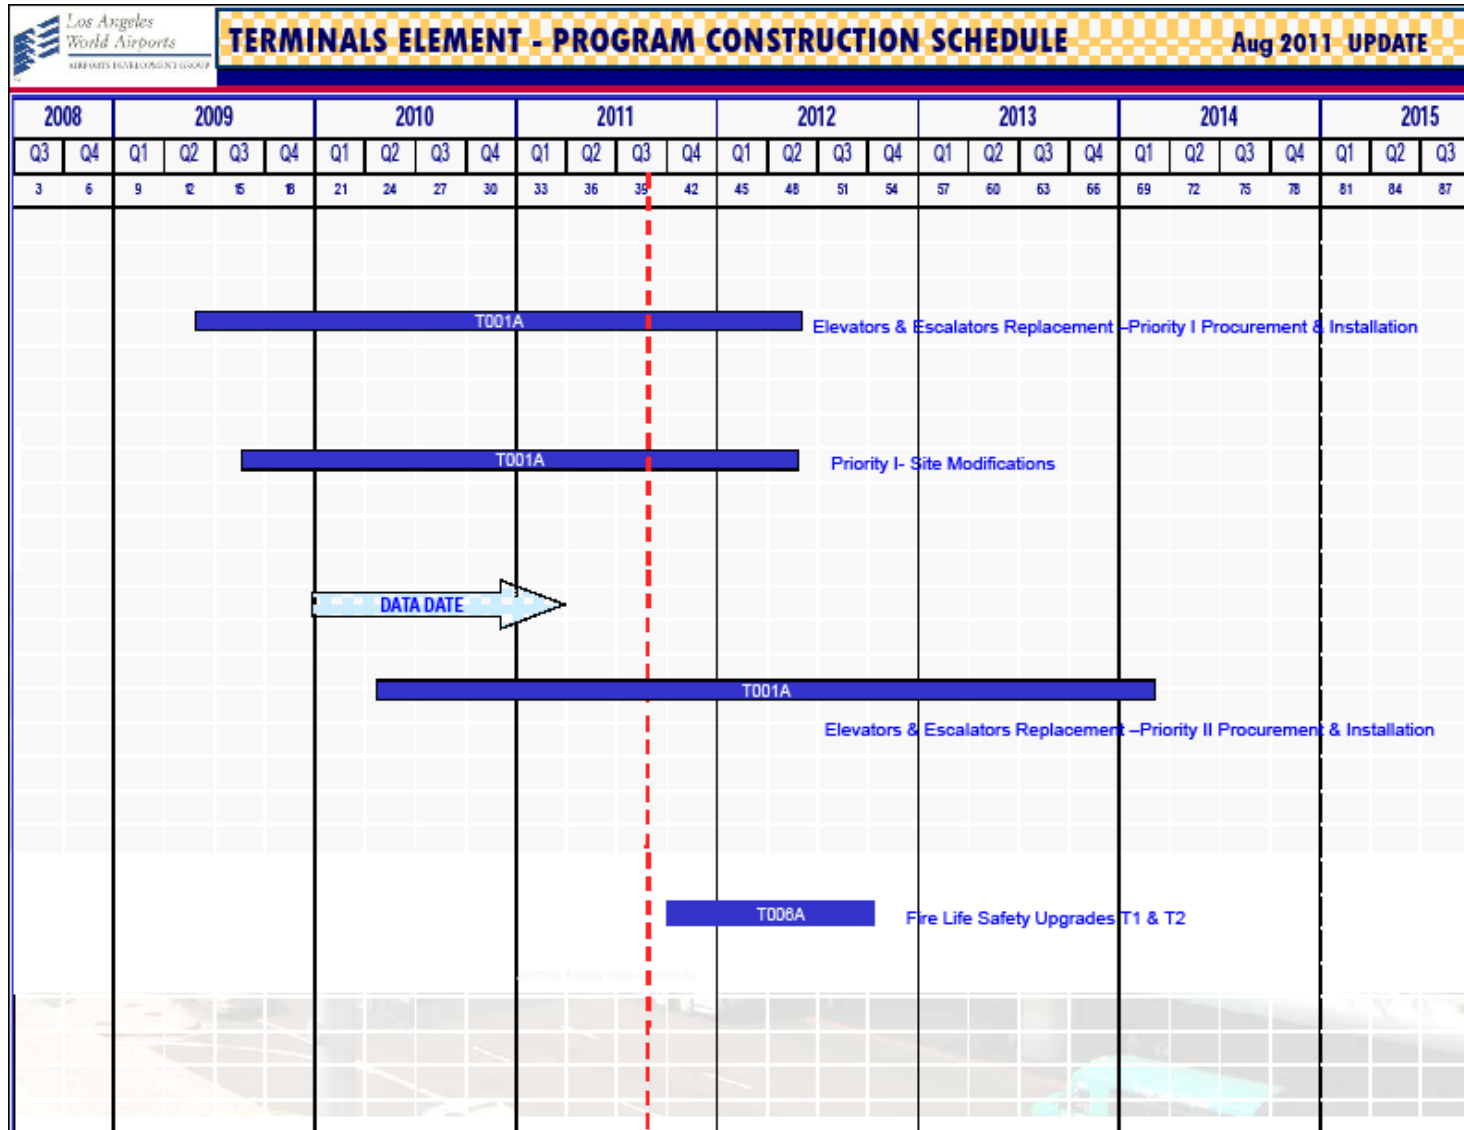 Los Angeles
World Airports
AIRPORTS DEVELOPMENT GROUP
TERMINALS ELEMENT - PROGRAM CONSTRUCTION SCHEDULE Aug 2011 UPDATE
2008 2009 2010 2011 2012 2013 2014 2015
Q3 Q4 Q1 Q2 Q3 Q4 Q1 Q2 Q3 Q4 Q1 Q2 Q3 Q4 Q1 Q2 Q3 Q4 Q1 Q2 Q3 Q4 Q1 Q2 Q3 Q4 Q1 Q2 Q3
3 6 9 12 15 18 21 24 27 30 33 36 39 42 45 48 51 54 57 60 63 66 69 72 75 78 81 84 87
T001A
Elevators & Escalators Replacement –Priority I Procurement & Installation
T001A
Priority I- Site Modifications
DATA DATE
T001A
Elevators & Escalators Replacement –Priority II Procurement & Installation
T006A
Fire Life Safety Upgrades T1 & T2